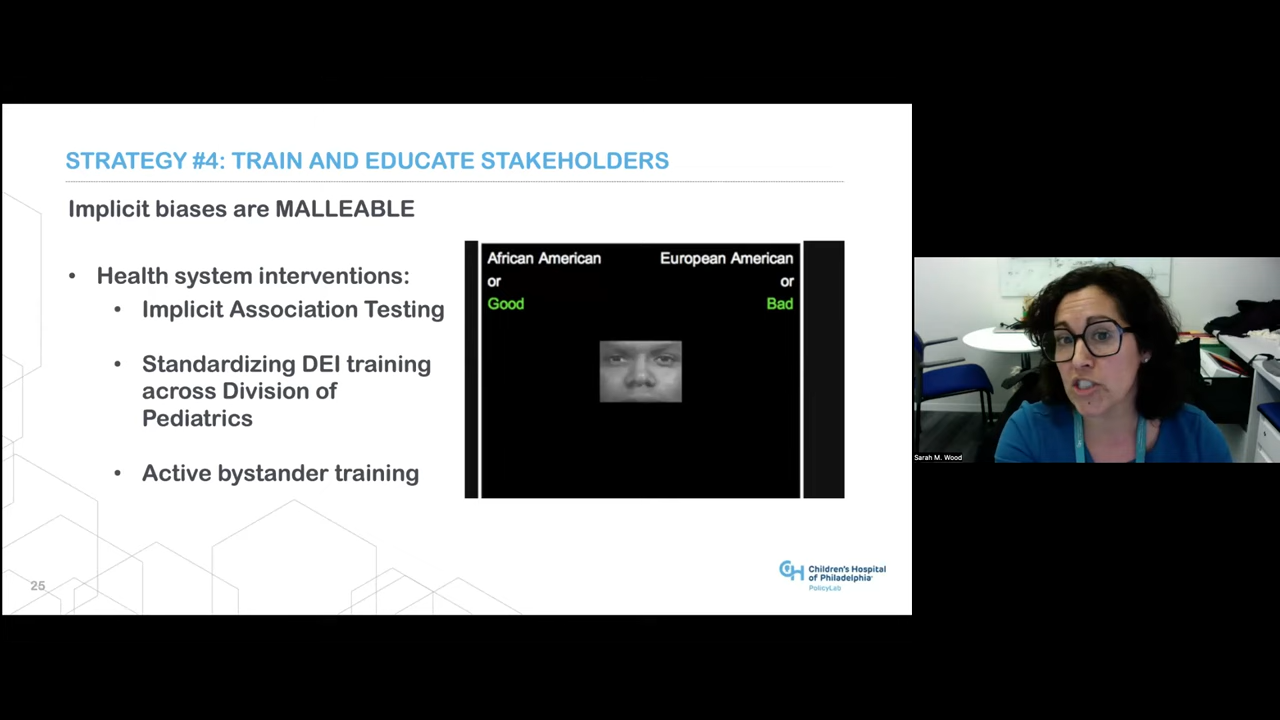 STRATEGY #4: TRAIN AND EDUCATE STAKEHOLDERS
Implicit biases are MALLEABLE
• Health system interventions:
• Implicit Association Testing
• Standardizing DEI training
across Division of
Pediatrics
• Active bystander training
African American
or
Good
European American
or
Bad
25
Children's Hospital
of Philadelphia
PolicyLab
Sarah M. Wood